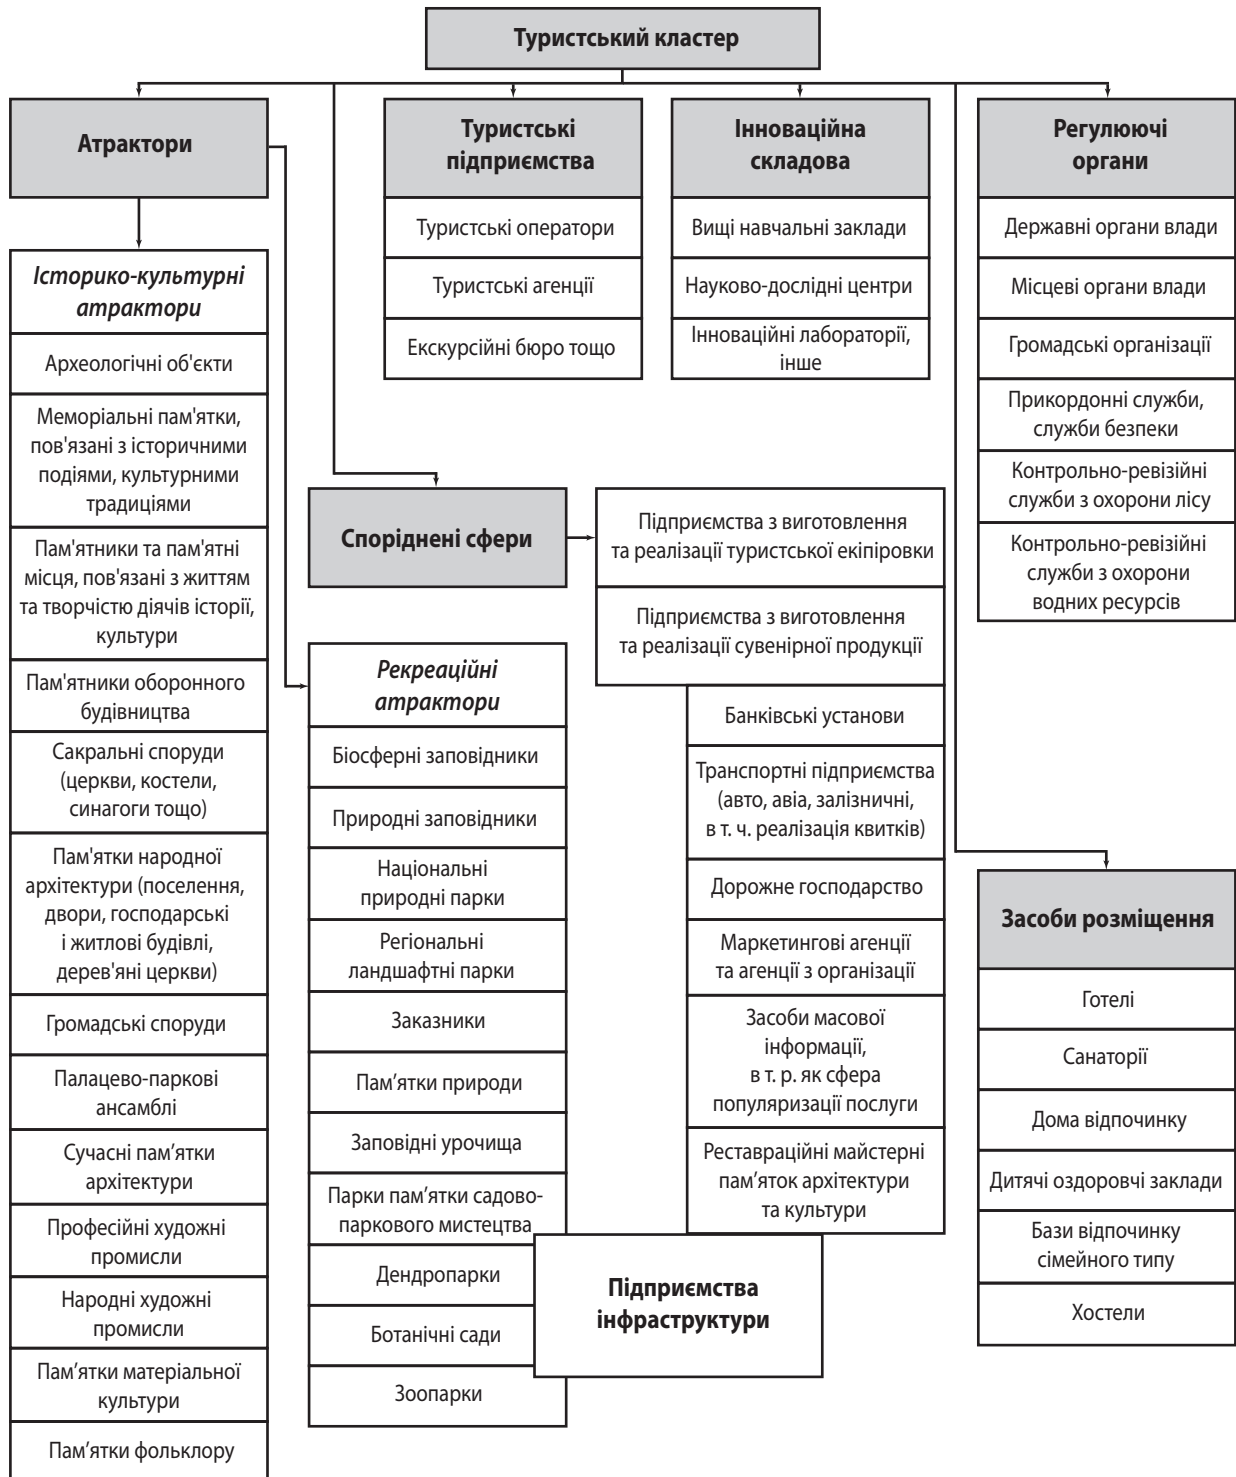 Туристський кластер
Атрактори
Історико-культурні
атрактори
Археологічні об'єкти
Меморіальні пам'ятки,
пов'язані з історичними
подіями, культурними
традиціями
Пам'ятники та пам'ятні
місця, пов'язані з життям
та творчістю діячів історії,
культури
Пам'ятники оборонного
будівництва
Сакральні споруди
(церкви, костели,
синагоги тощо)
Пам'ятки народної
архітектури (поселення,
двори, господарські
і житлові будівлі,
дерев'яні церкви)
Громадські споруди
Палацево-паркові
ансамблі
Сучасні пам’ятки
архітектури
Професійні художні
промисли
Народні художні
промисли
Пам’ятки матеріальної
культури
Пам’ятки фольклору
Туристські
підприємства
Туристські оператори
Туристські агенції
Екскурсійні бюро тощо
Інноваційна
складова
Вищі навчальні заклади
Науково-дослідні центри
Інноваційні лабораторії,
інше
Регулюючі
органи
Державні органи влади
Місцеві органи влади
Громадські організації
Прикордонні служби,
служби безпеки
Контрольно-ревізійні
служби з охорони лісу
Контрольно-ревізійні
служби з охорони
водних ресурсів
Споріднені сфери
Підприємства з виготовлення
та реалізації туристської екіпіровки
Підприємства з виготовлення
та реалізації сувенірної продукції
Банківські установи
Транспортні підприємства
(авто, авіа, залізничні,
в т. ч. реалізація квитків)
Дорожне господарство
Маркетингові агенції
та агенції з організації
Засоби масової
інформації,
в т. р. як сфера
популяризації послуги
Реставраційні майстерні
пам’яток архітектури
та культури
Рекреаційні
атрактори
Біосферні заповідники
Природні заповідники
Національні
природні парки
Регіональні
ландшафтні парки
Заказники
Пам’ятки природи
Заповідні урочища
Парки пам’ятки садово-
паркового мистецтва
Дендропарки
Ботанічні сади
Зоопарки
Підприємства
інфраструктури
Засоби розміщення
Готелі
Санаторії
Дома відпочинку
Дитячі оздоровчі заклади
Бази відпочинку
сімейного типу
Хостели